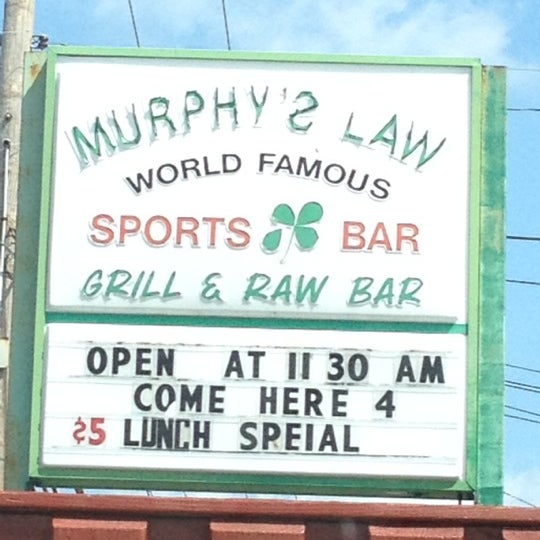 MURPHY'S LAW
WORLD FAMOUS
SPORTS BAR
GRILL & RAW BAR
OPEN AT 11 30 AM
COME HERE 4
$5 LUNCH SPEIAL